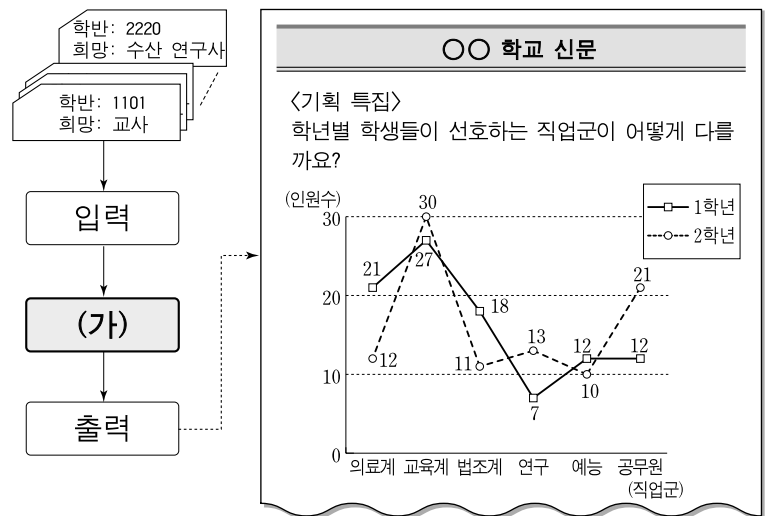 학반: 2220
희망: 수산 연구사
학반: 1101
희망: 교사
입력
(가)
출력
○○ 학교 신문
〈기획 특집〉
학년별 학생들이 선호하는 직업군이 어떻게 다를
까요?
(인원수)
1학년
2학년
30
20
10
0
21
12
30
27
18
11
13
7
12
10
21
12
의료계 교육계 법조계 연구 예능 공무원
(직업군)